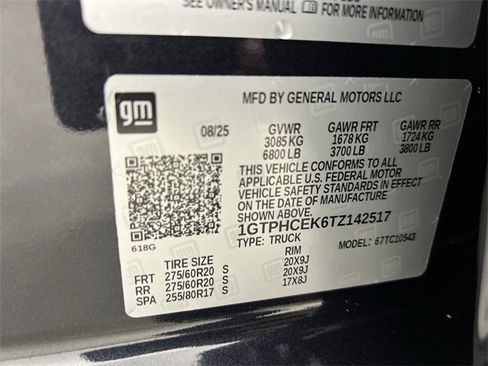 SEE OWNER'S MANUAL FOR MORE INFORMATION
gm
MFD BY GENERAL MOTORS LLC
08/25 GVWR GAWR FRT GAWR RR
3085 KG 1678 KG 1724 KG
6800 LB 3700 LB 3800 LB
THIS VEHICLE CONFORMS TO ALL
APPLICABLE U.S. FEDERAL MOTOR
VEHICLE SAFETY STANDARDS IN EFFECT
ON THE DATE OF MANUFACTURE SHOWN ABOVE.
618G
1GTPHCEK6TZ142517
TYPE: TRUCK MODEL: 67TC10543
TIRE SIZE RIM
FRT 275/60R20 S 20X9J
RR 275/60R20 S 20X9J
SPA 255/80R17 S 17X8J